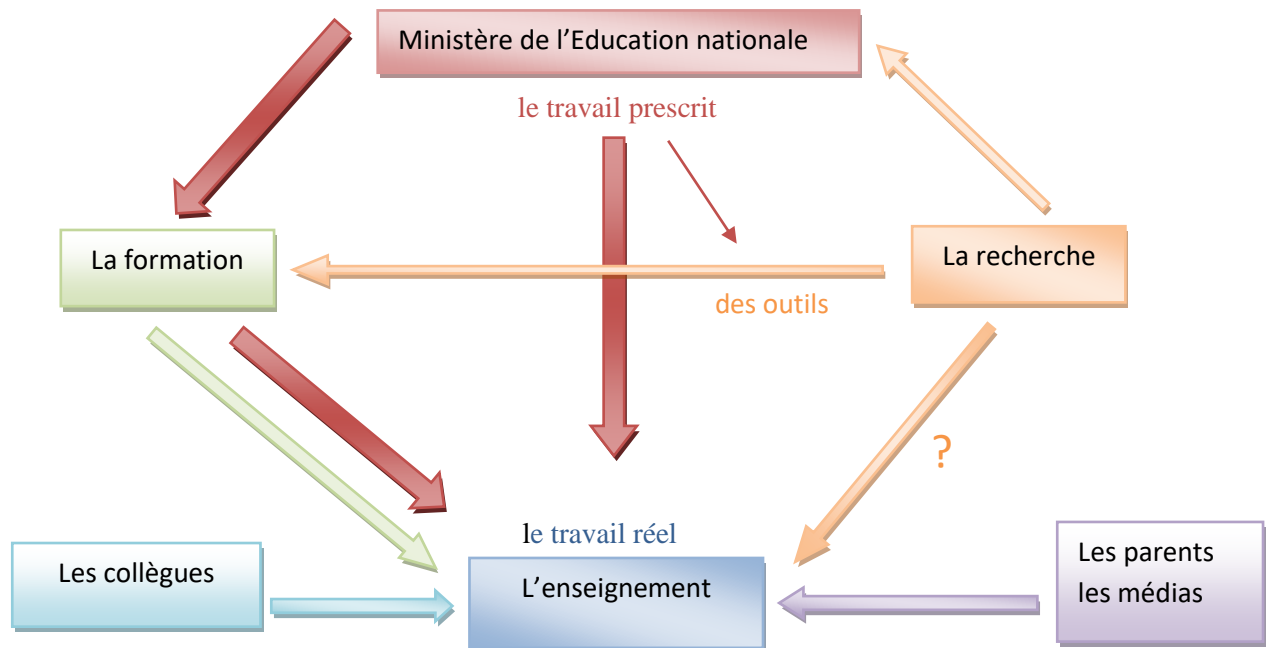 Ministère de l'Education nationale
le travail prescrit
La formation
La recherche
des outils
?
le travail réel
Les collègues
L'enseignement
Les parents
les médias